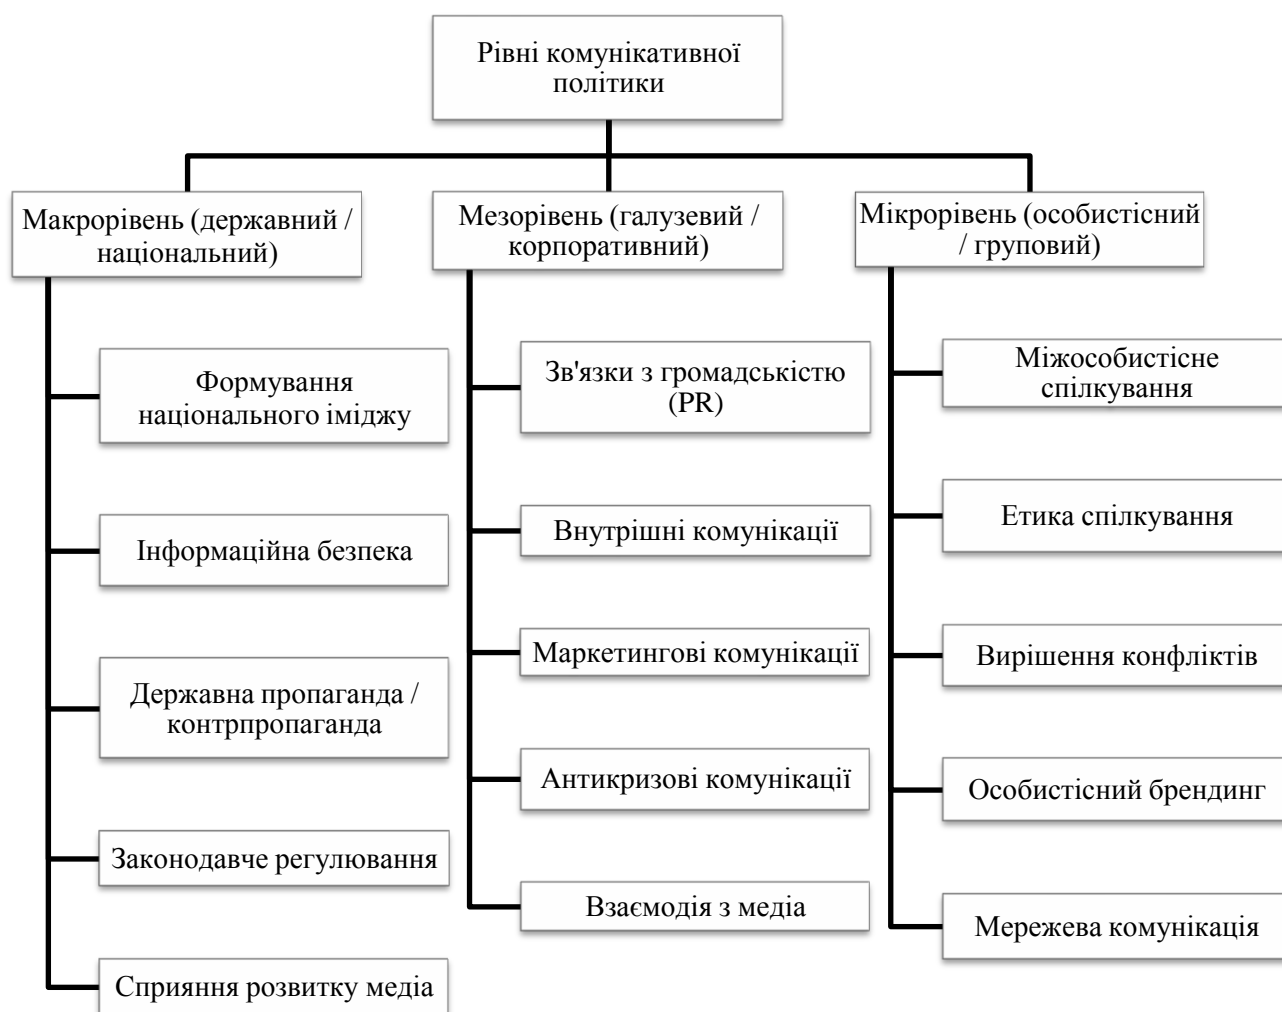 Рівні комунікативної
політики
Макрорівень (державний /
національний)
Формування
національного іміджу
Інформаційна безпека
Державна пропаганда /
контрпропаганда
Законодавче регулювання
Сприяння розвитку медіа
Мезорівень (галузевий /
корпоративний)
Зв'язки з громадськістю
(PR)
Внутрішні комунікації
Маркетингові комунікації
Антикризові комунікації
Взаємодія з медіа
Мікрорівень (особистісний
/ груповий)
Міжособистісне
спілкування
Етика спілкування
Вирішення конфліктів
Особистісний брендинг
Мережева комунікація